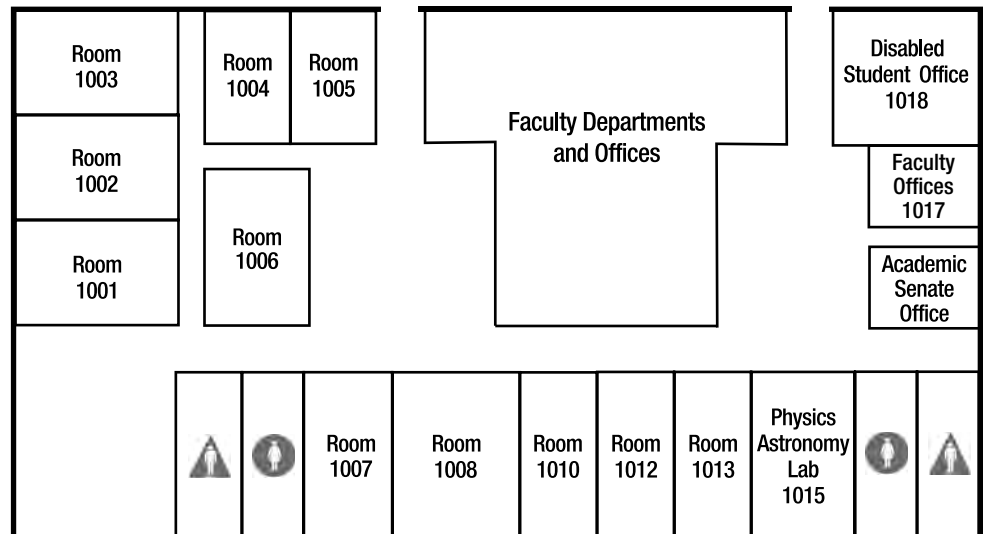 Room
1003
Room
1004
Room
1005
Faculty Departments
and Offices
Disabled
Student Office
1018
Room
1002
Faculty
Offices
1017
Room
1001
Room
1006
Academic
Senate
Office
Room
1007
Room
1008
Room
1010
Room
1012
Room
1013
Physics
Astronomy
Lab
1015